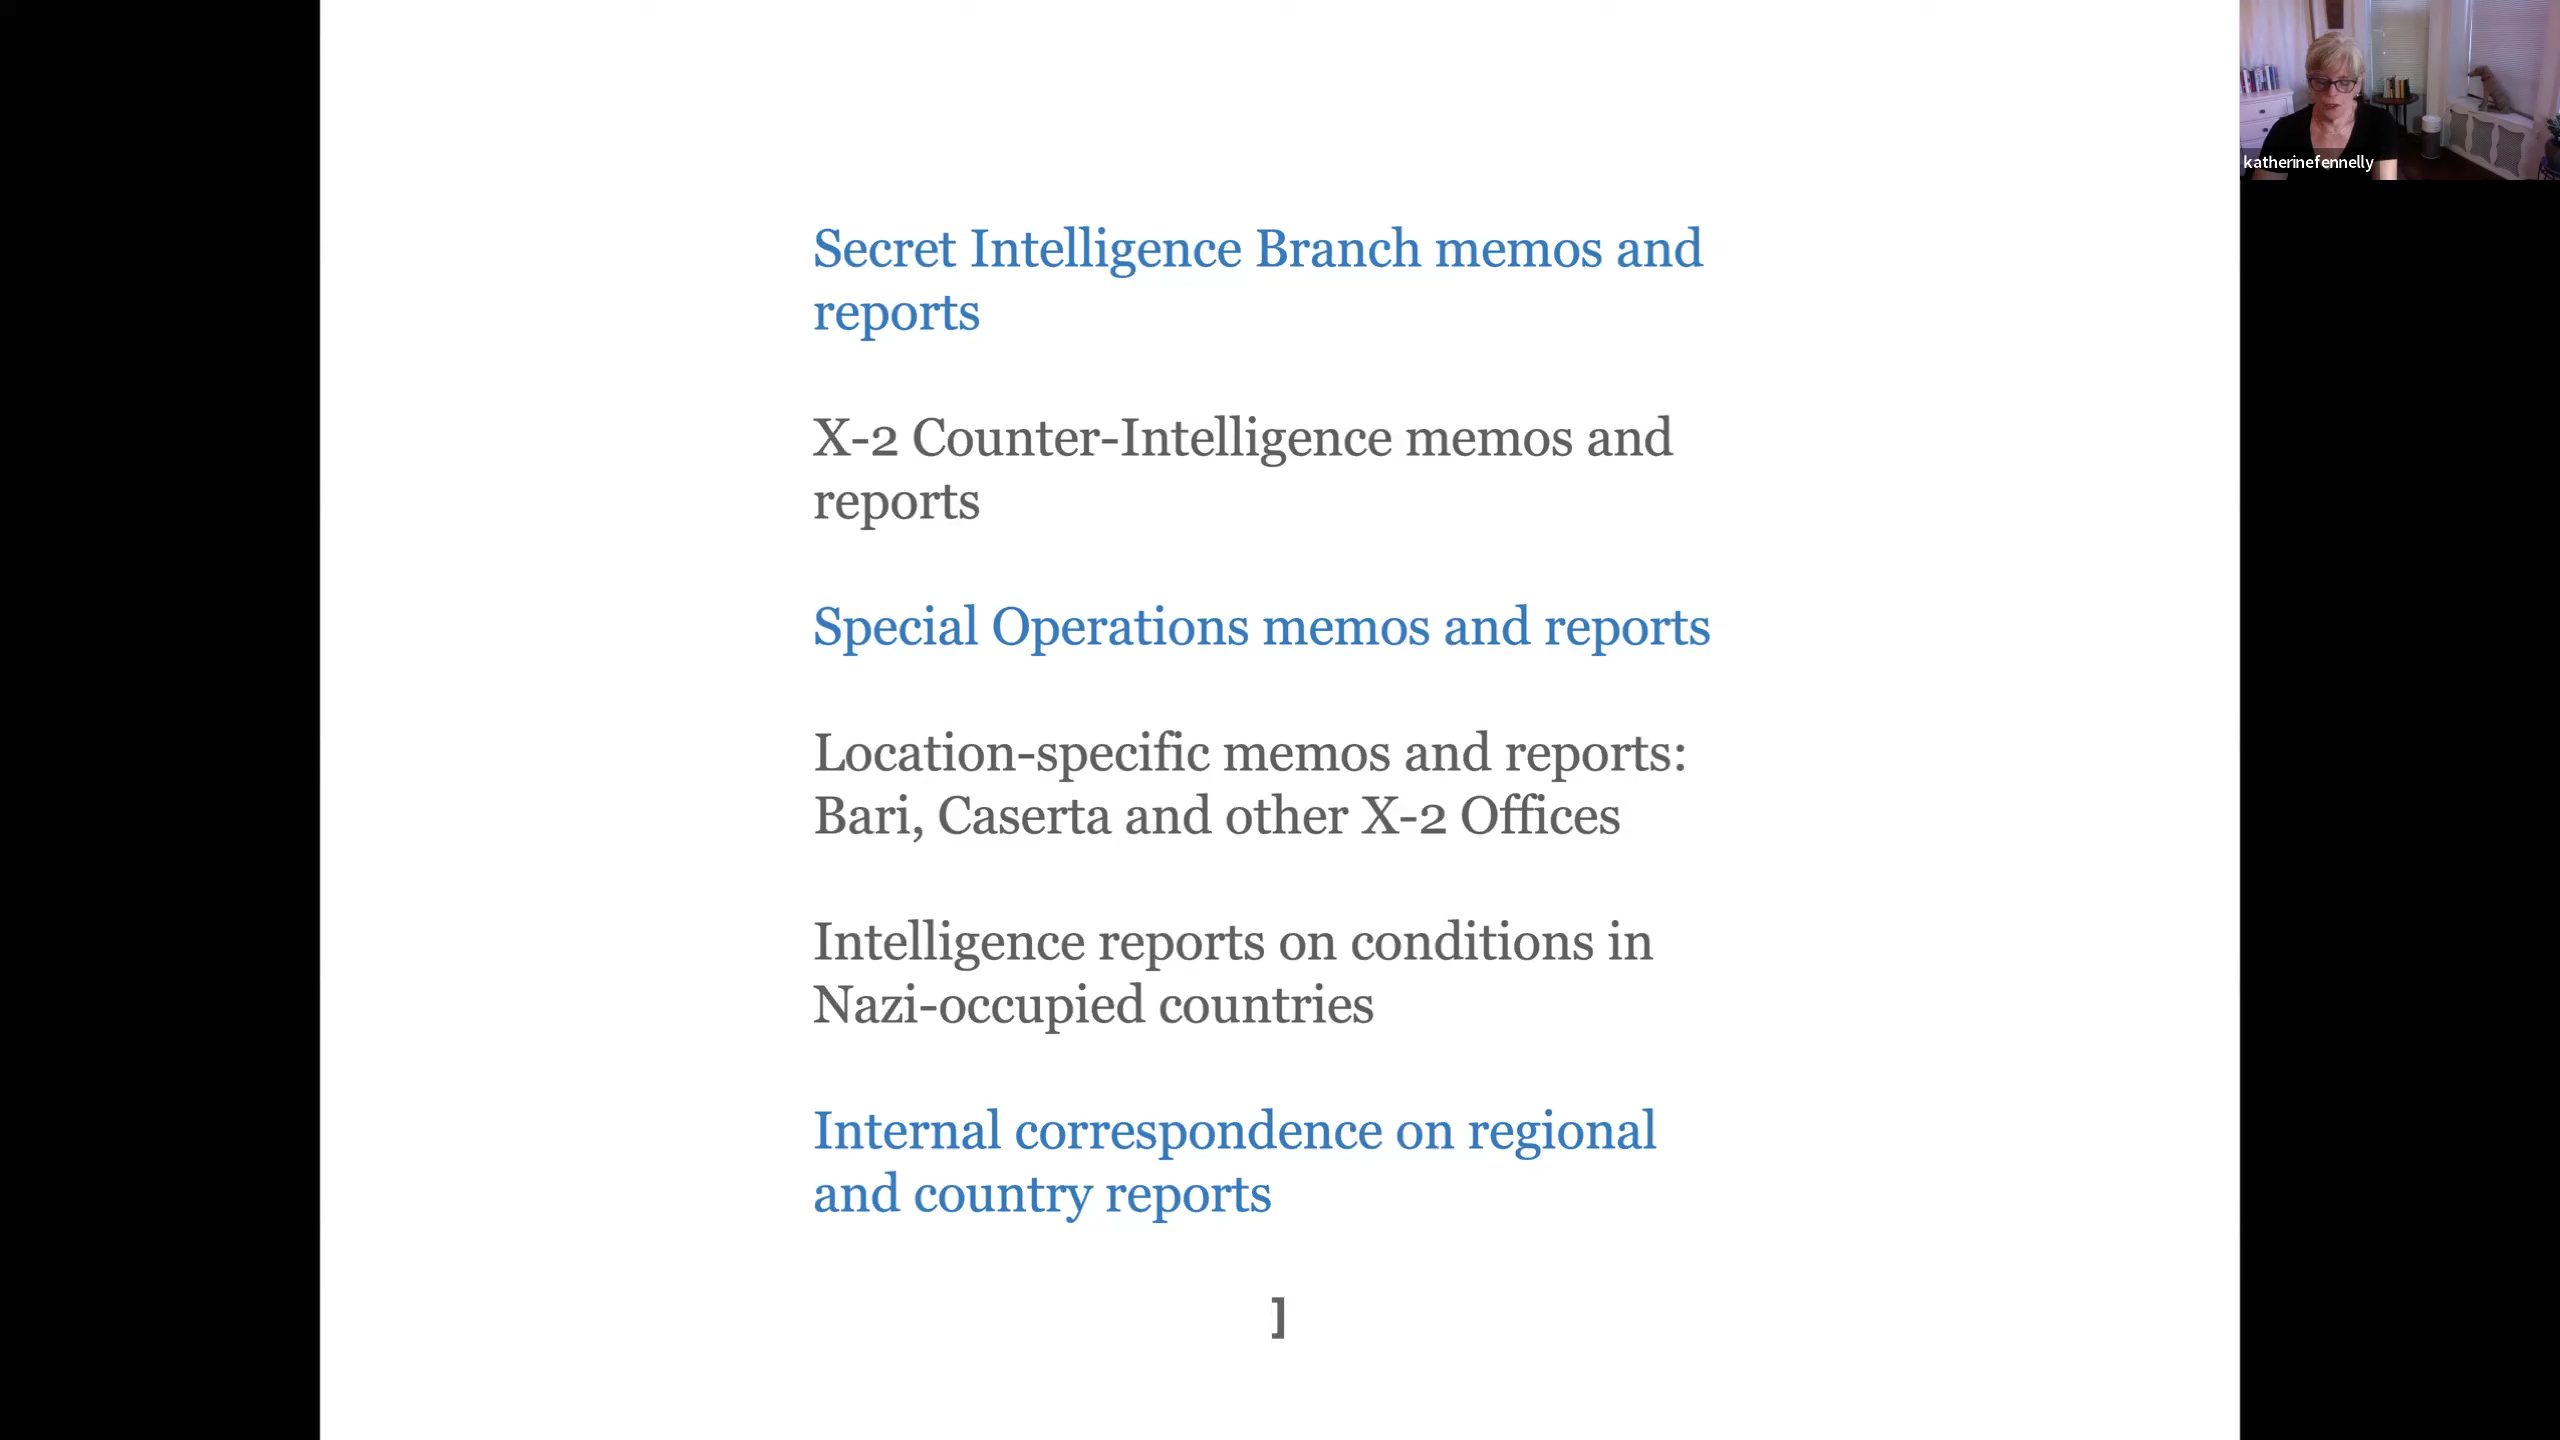 Secret Intelligence Branch memos and
reports
X-2 Counter-Intelligence memos and
reports
Special Operations memos and reports
Location-specific memos and reports:
Bari, Caserta and other X-2 Offices
Intelligence reports on conditions in
Nazi-occupied countries
Internal correspondence on regional
and country reports
]
katherinefennelly